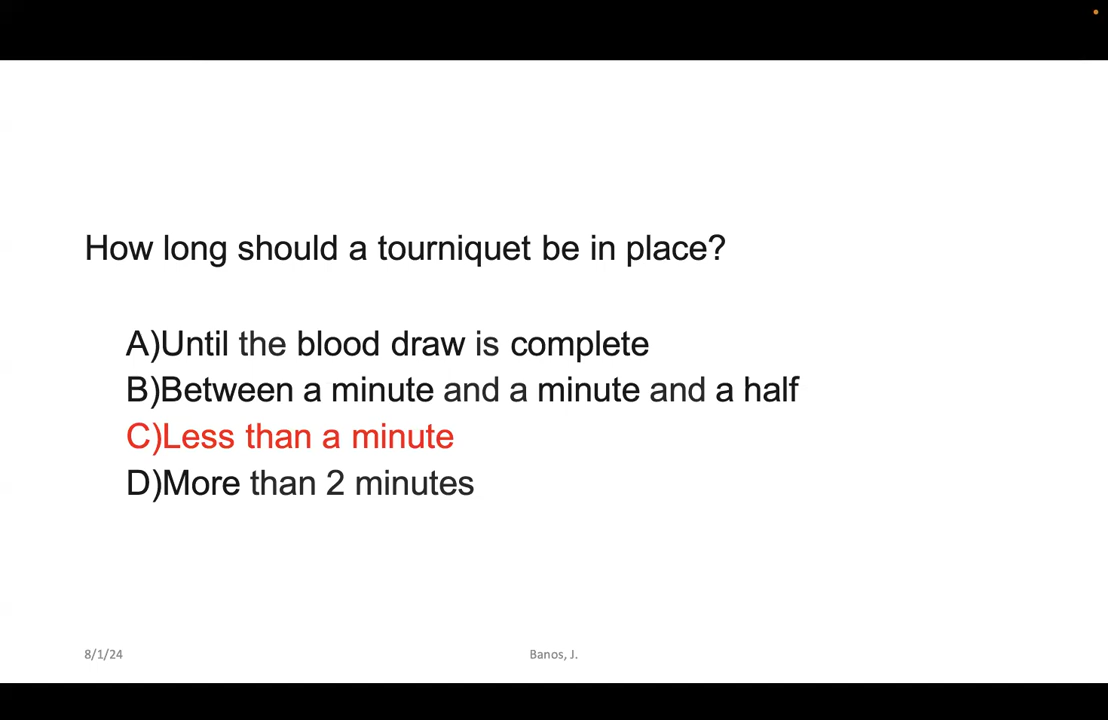 How long should a tourniquet be in place?
A)Until the blood draw is complete
B)Between a minute and a minute and a half
C)Less than a minute
D)More than 2 minutes
8/1/24
Banos, J.